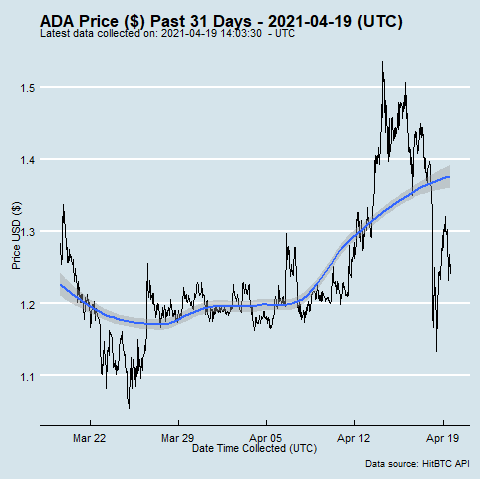 ADA Price ($) Past 31 Days - 2021-04-19 (UTC)
Latest data collected on: 2021-04-19 14:03:30  - UTC
1.5
1.4
1.3
1.2
1.1
Price USD ($)
Mar 22
Mar 29
Apr 05
Apr 12
Apr 19
Date Time Collected (UTC)
Data source: HitBTC API